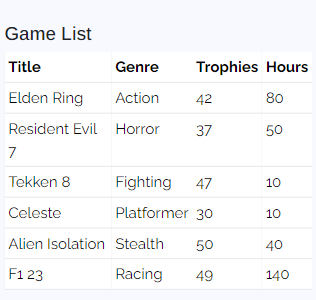 Game List
Title Genre Trophies Hours
Elden Ring Action 42 80
Resident Evil Horror 37 50
7
Tekken 8 Fighting 47 10
Celeste Platformer 30 10
Alien Isolation Stealth 50 40
F1 23 Racing 49 140